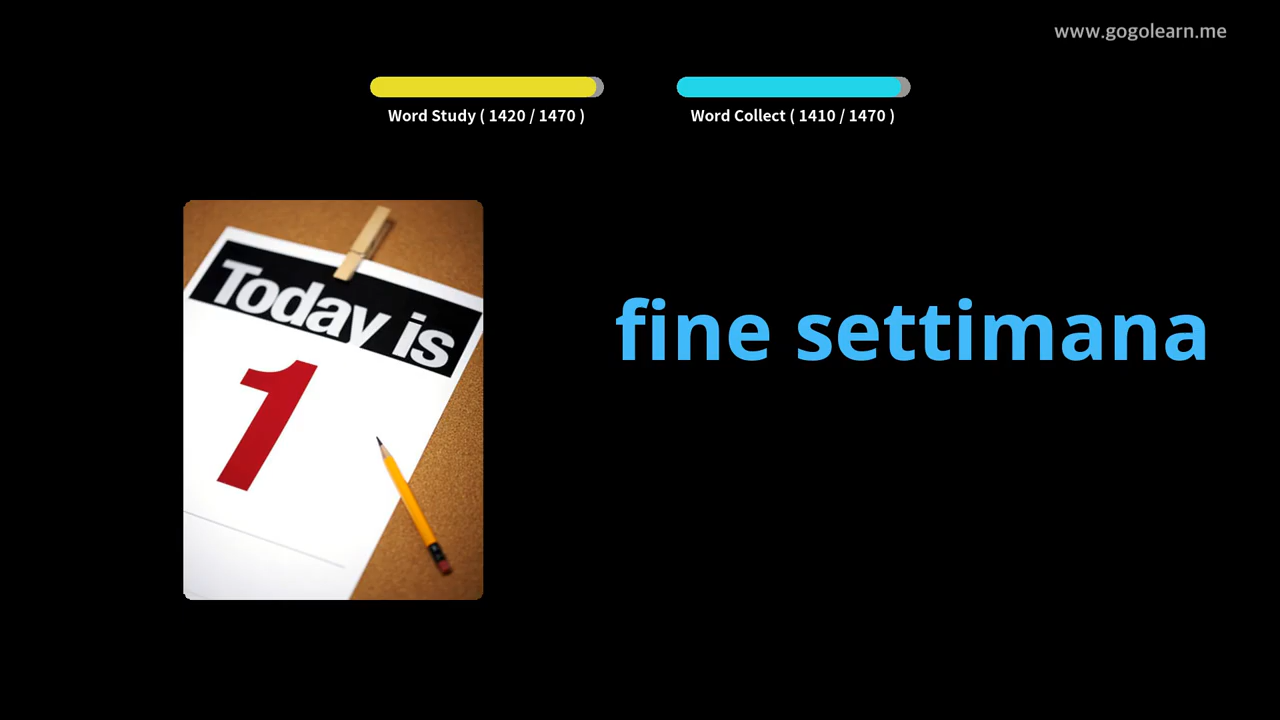 www.gogolearn.me
Word Study ( 1420 / 1470 )
Word Collect ( 1410 / 1470 )
Today is
1
fine settimana